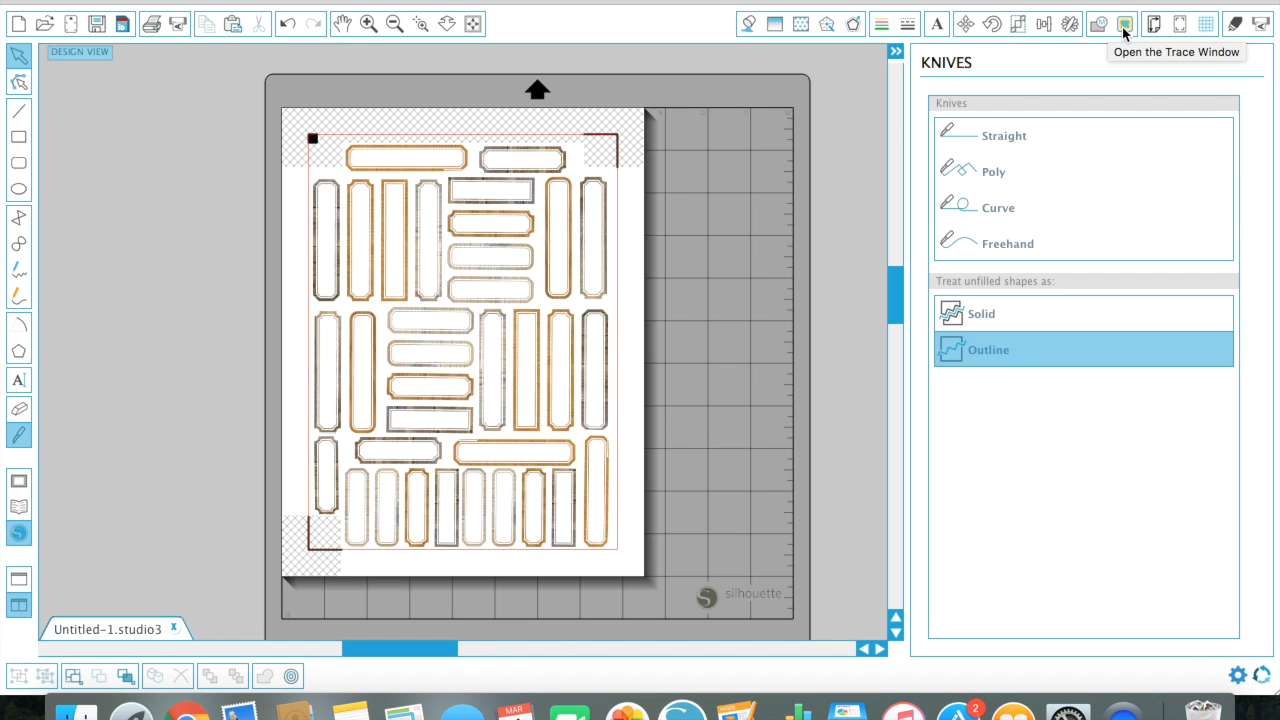 Open the Trace Window
DESIGN VIEW
KNIVES
Knives
Straight
Poly
Curve
Freehand
Treat unfilled shapes as:
Solid
Outline
silhouette
Untitled-1.studio3
x
MAR
2